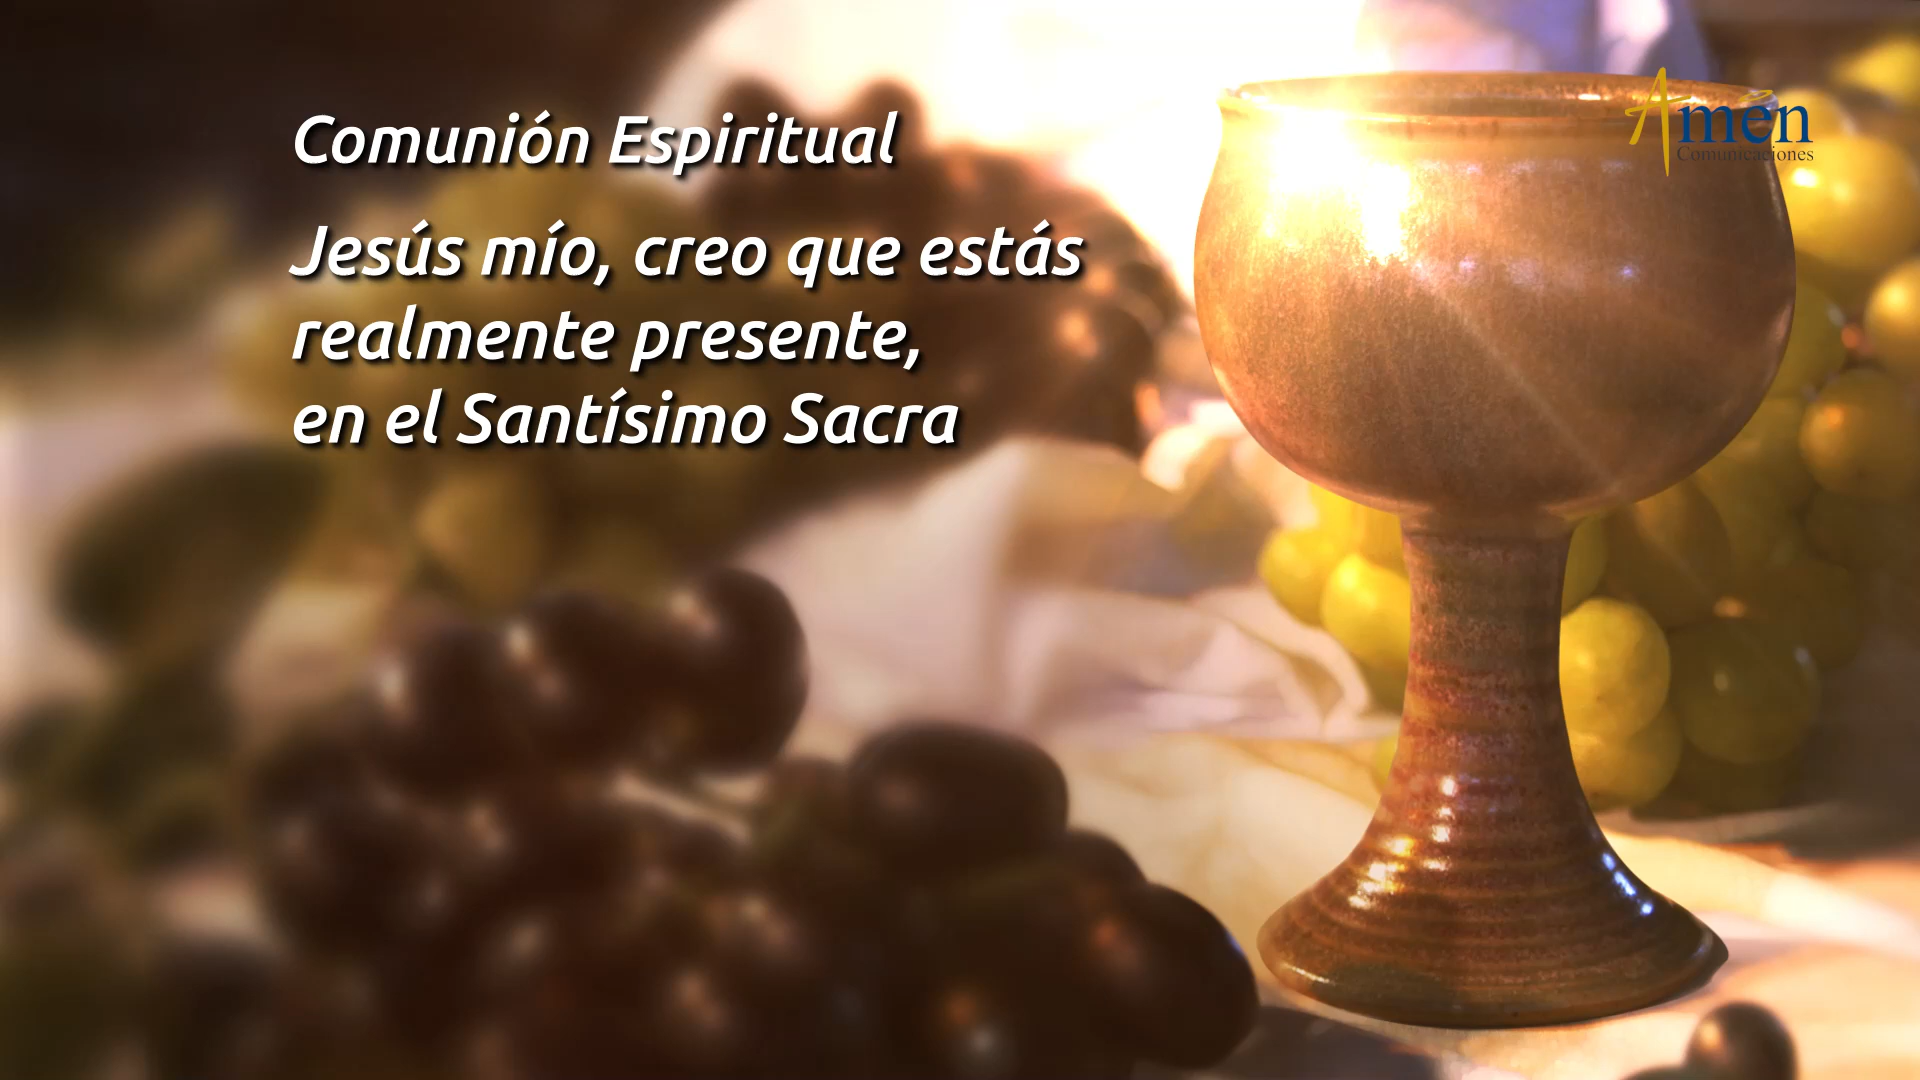 Comunión Espiritual
Jesús mío, creo que estás
realmente presente,
en el Santísimo Sacra
Amén
Comunicaciones